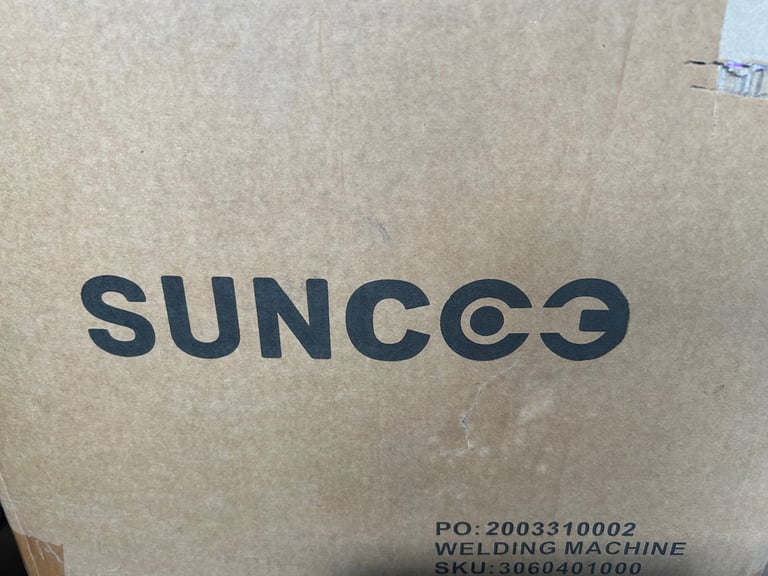 SUNCOO
PO:2003310002
WELDING MACHINE
SKU:3060401000